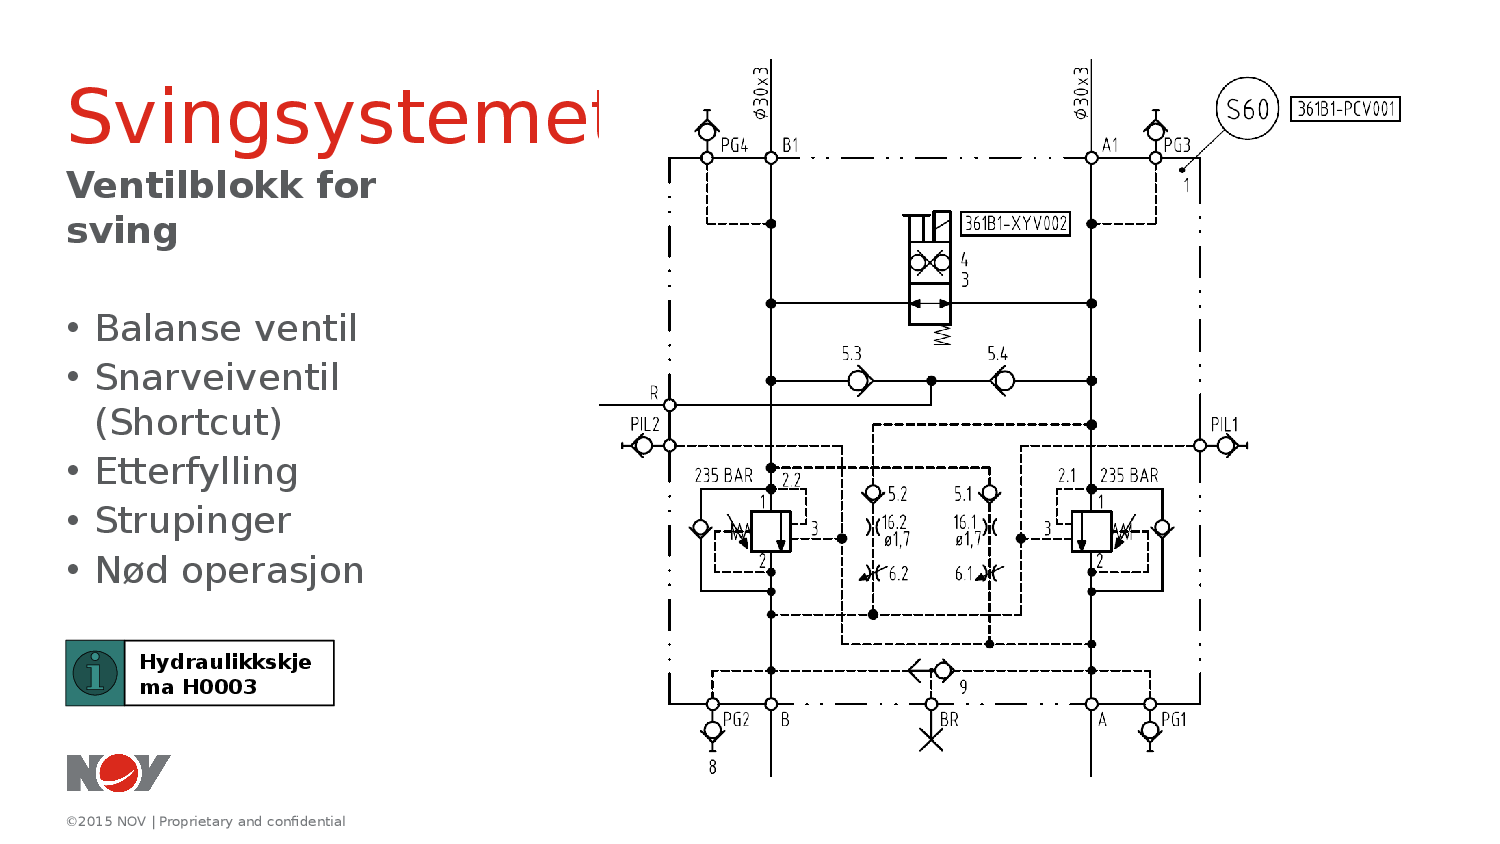 Svingsystemet
Ventilblokk for
sving
• Balanse ventil
• Snarveiventil
(Shortcut)
• Etterfylling
• Strupinger
• Nød operasjon
Hydraulikkskje
ma H0003
NOV
©2015 NOV | Proprietary and confidential
ø30x3
ø30x3
S60
361B1-PCV001
PG4
B1
A1
PG3
1
361B1-XYV002
4
3
5.3
5.4
R
PIL2
PIL1
235 BAR
2.2
2.1
235 BAR
1
3
2
5.2
5.1
16.2
ø1,7
16.1
ø1,7
6.2
6.1
1
3
2
9
PG2
B
BR
A
PG1
8